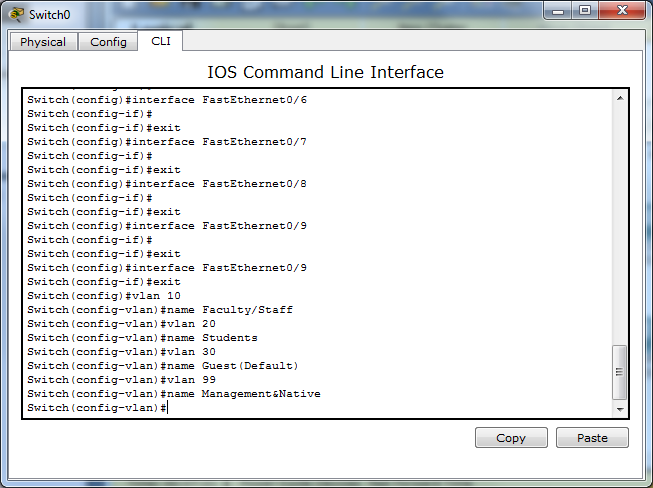 Switch0
Physical Config CLI
IOS Command Line Interface
Switch(config)#interface FastEthernet0/6
Switch(config-if)#
Switch(config-if)#exit
Switch(config)#interface FastEthernet0/7
Switch(config-if)#
Switch(config-if)#exit
Switch(config)#interface FastEthernet0/8
Switch(config-if)#
Switch(config-if)#exit
Switch(config)#interface FastEthernet0/9
Switch(config-if)#
Switch(config-if)#exit
Switch(config)#interface FastEthernet0/9
Switch(config-if)#exit
Switch(config)#vlan 10
Switch(config-vlan)#name Faculty/Staff
Switch(config-vlan)#vlan 20
Switch(config-vlan)#name Students
Switch(config-vlan)#vlan 30
Switch(config-vlan)#name Guest(Default)
Switch(config-vlan)#vlan 99
Switch(config-vlan)#name Management&Native
Switch(config-vlan)#
Copy Paste